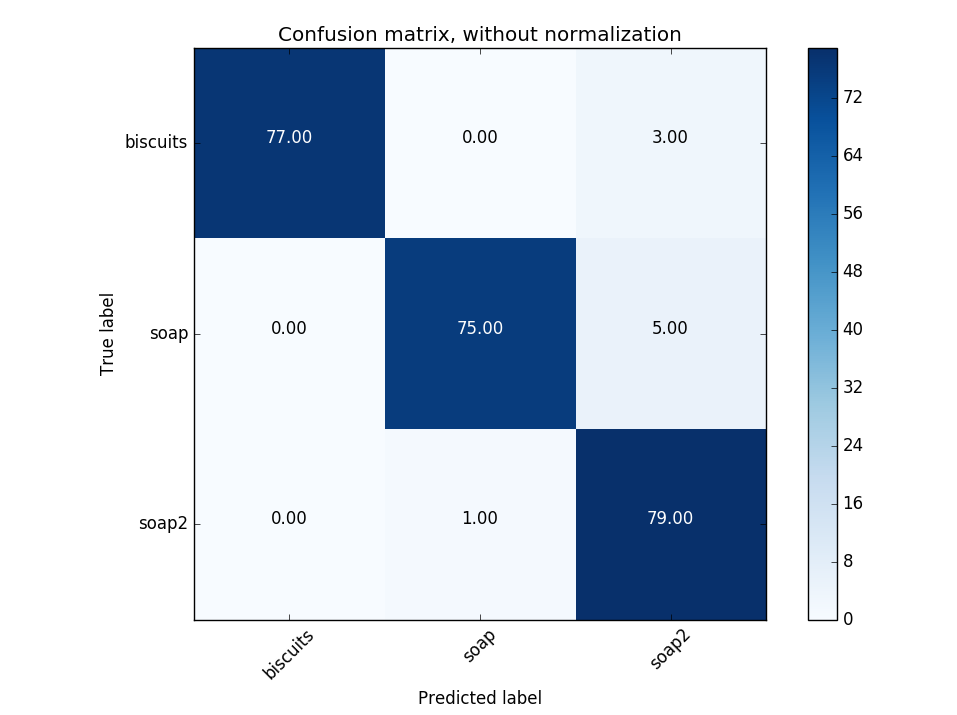 Confusion matrix, without normalization
biscuits 77.00 0.00 3.00
soap 0.00 75.00 5.00
soap2 0.00 1.00 79.00
True label
biscuits soap soap2
Predicted label
72
64
56
48
40
32
24
16
8
0